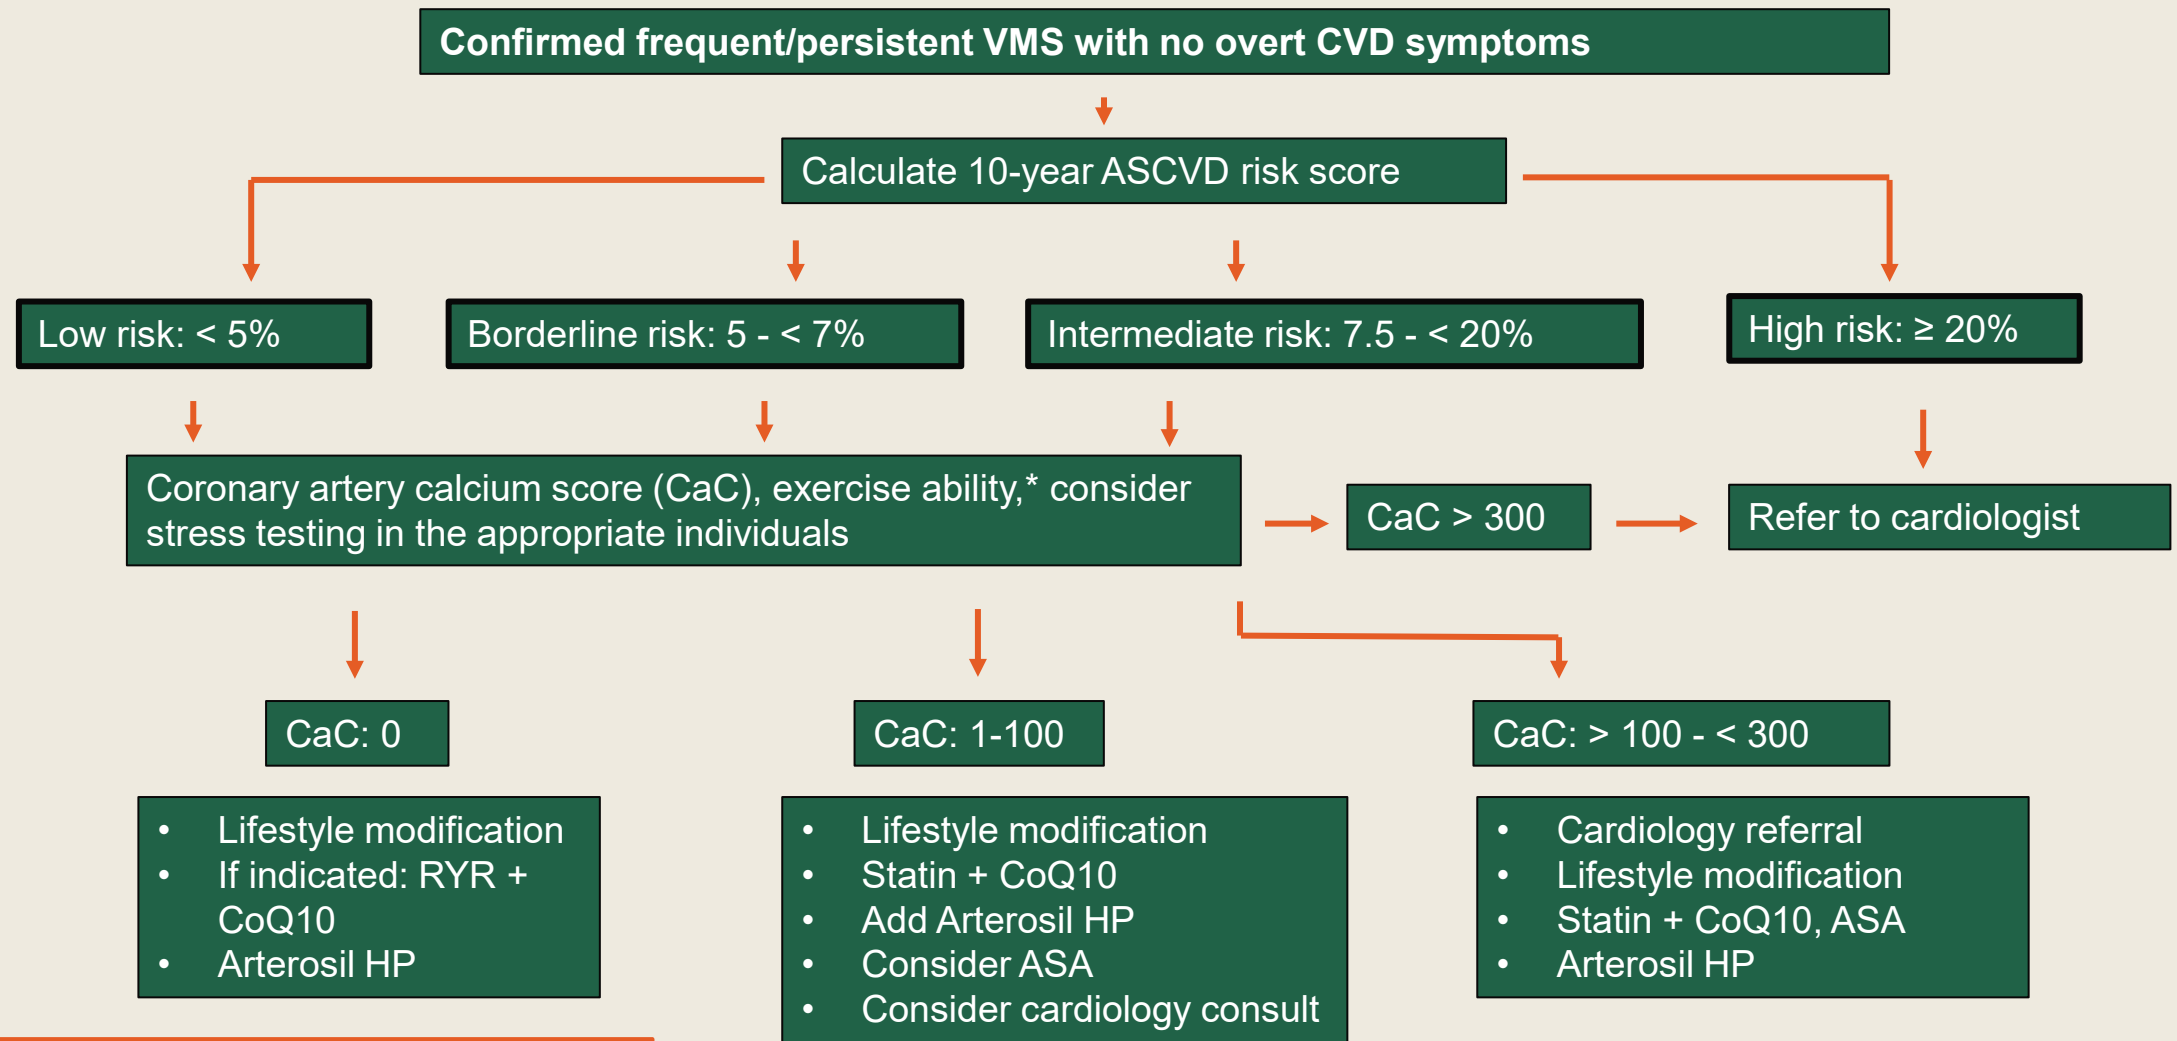 Confirmed frequent/persistent VMS with no overt CVD symptoms
Calculate 10-year ASCVD risk score
Low risk: < 5%
Borderline risk: 5 - < 7%
Intermediate risk: 7.5 - < 20%
High risk: ≥ 20%
Coronary artery calcium score (CaC), exercise ability,* consider
stress testing in the appropriate individuals
CaC > 300
Refer to cardiologist
CaC: 0
• Lifestyle modification
• If indicated: RYR +
CoQ10
• Arterosil HP
CaC: 1-100
• Lifestyle modification
• Statin + CoQ10
• Add Arterosil HP
• Consider ASA
• Consider cardiology consult
CaC: > 100 - < 300
• Cardiology referral
• Lifestyle modification
• Statin + CoQ10, ASA
• Arterosil HP